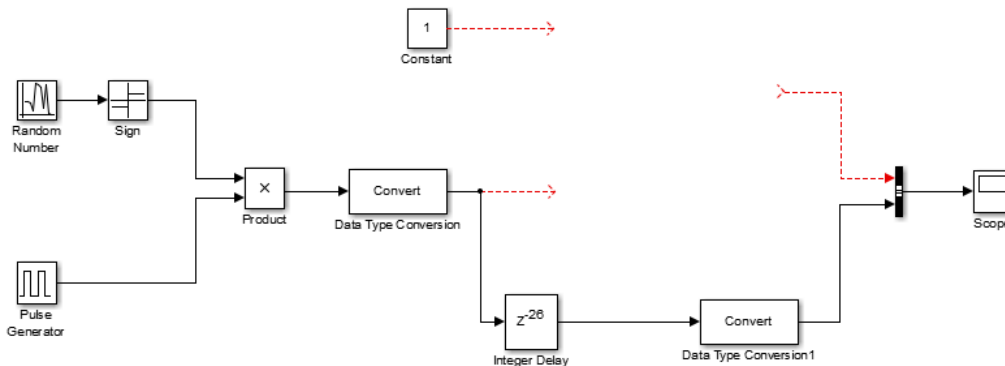 1
Constant
Random
Number
Sign
×
Product
Convert
Data Type Conversion
Pulse
Generator
Z-26
Integer Delay
Convert
Data Type Conversion1
Scope